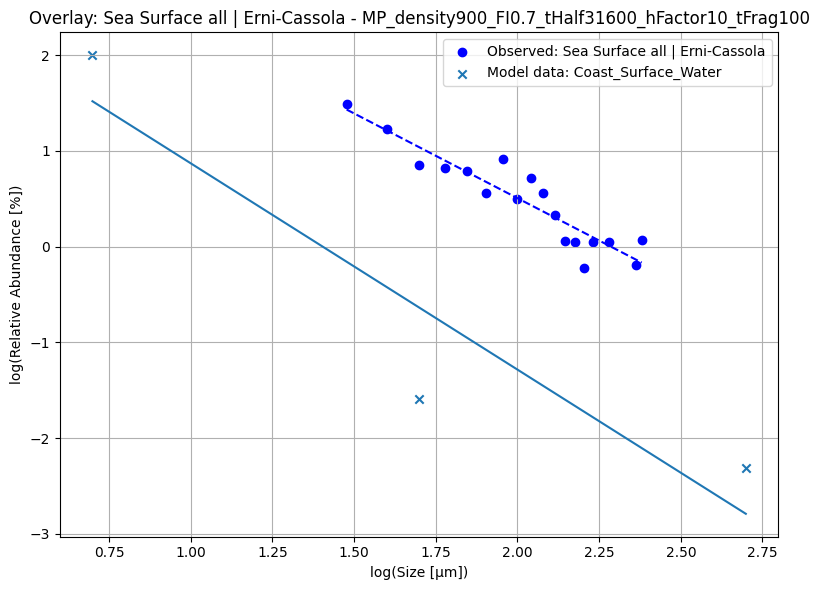 Overlay: Sea Surface all | Erni-Cassola - MP_density900_FI0.7_tHalf31600_hFactor10_tFrag100
Observed: Sea Surface all | Erni-Cassola
Model data: Coast_Surface_Water
log(Relative Abundance [%])
2
1
0
−1
−2
−3
0.75 1.00 1.25 1.50 1.75 2.00 2.25 2.50 2.75
log(Size [µm])